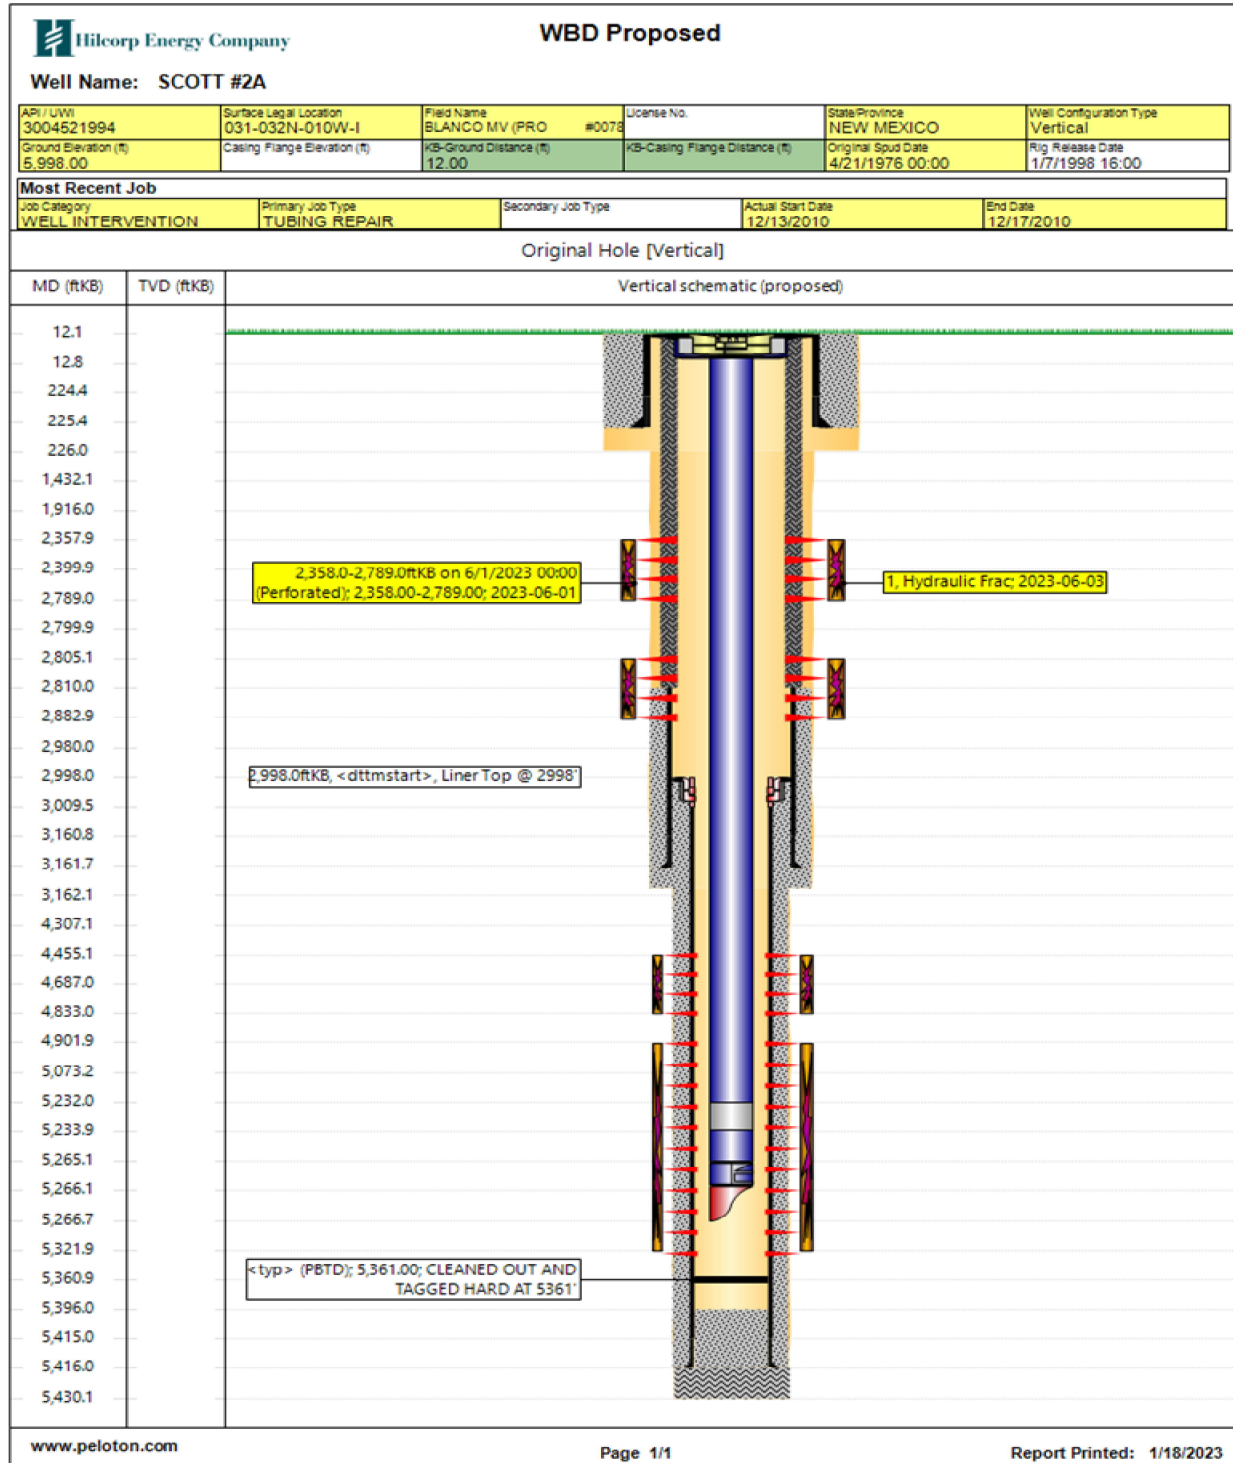 Hilcorp Energy Company
WBD Proposed
Well Name: SCOTT #2A
API / UWI Surface Legal Location Field Name License No. State/Province Well Configuration Type
3004521994 031-032N-010W-I BLANCO MV (PRO #0078 NEW MEXICO Vertical
Ground Elevation (ft) Casing Flange Elevation (ft) KB-Ground Distance (ft) KB-Casing Flange Distance (ft) Original Spud Date Rig Release Date
5,998.00 12.00 4/21/1976 00:00 1/7/1998 16:00
Most Recent Job
Job Category Primary Job Type Secondary Job Type Actual Start Date End Date
WELL INTERVENTION TUBING REPAIR 12/13/2010 12/17/2010
Original Hole [Vertical]
MD (ftKB) TVD (ftKB) Vertical schematic (proposed)
12.1
12.8
224.4
225.4
226.0
1,432.1
1,916.0
2,357.9
2,399.9
2,358.0-2,789.0ftKB on 6/1/2023 00:00
(Perforated); 2,358.00-2,789.00; 2023-06-01
1, Hydraulic Frac; 2023-06-03
2,789.0
2,799.9
2,805.1
2,810.0
2,882.9
2,980.0
2,998.0
2,998.0ftKB, <dttmstart>, Liner Top @ 2998'
3,009.5
3,160.8
3,161.7
3,162.1
4,307.1
4,455.1
4,687.0
4,833.0
4,901.9
5,073.2
5,232.0
5,233.9
5,265.1
5,266.1
5,266.7
5,321.9
5,360.9
<typ> (PBTD); 5,361.00; CLEANED OUT AND
TAGGED HARD AT 5361'
5,396.0
5,415.0
5,416.0
5,430.1
www.peloton.com
Page 1/1
Report Printed: 1/18/2023